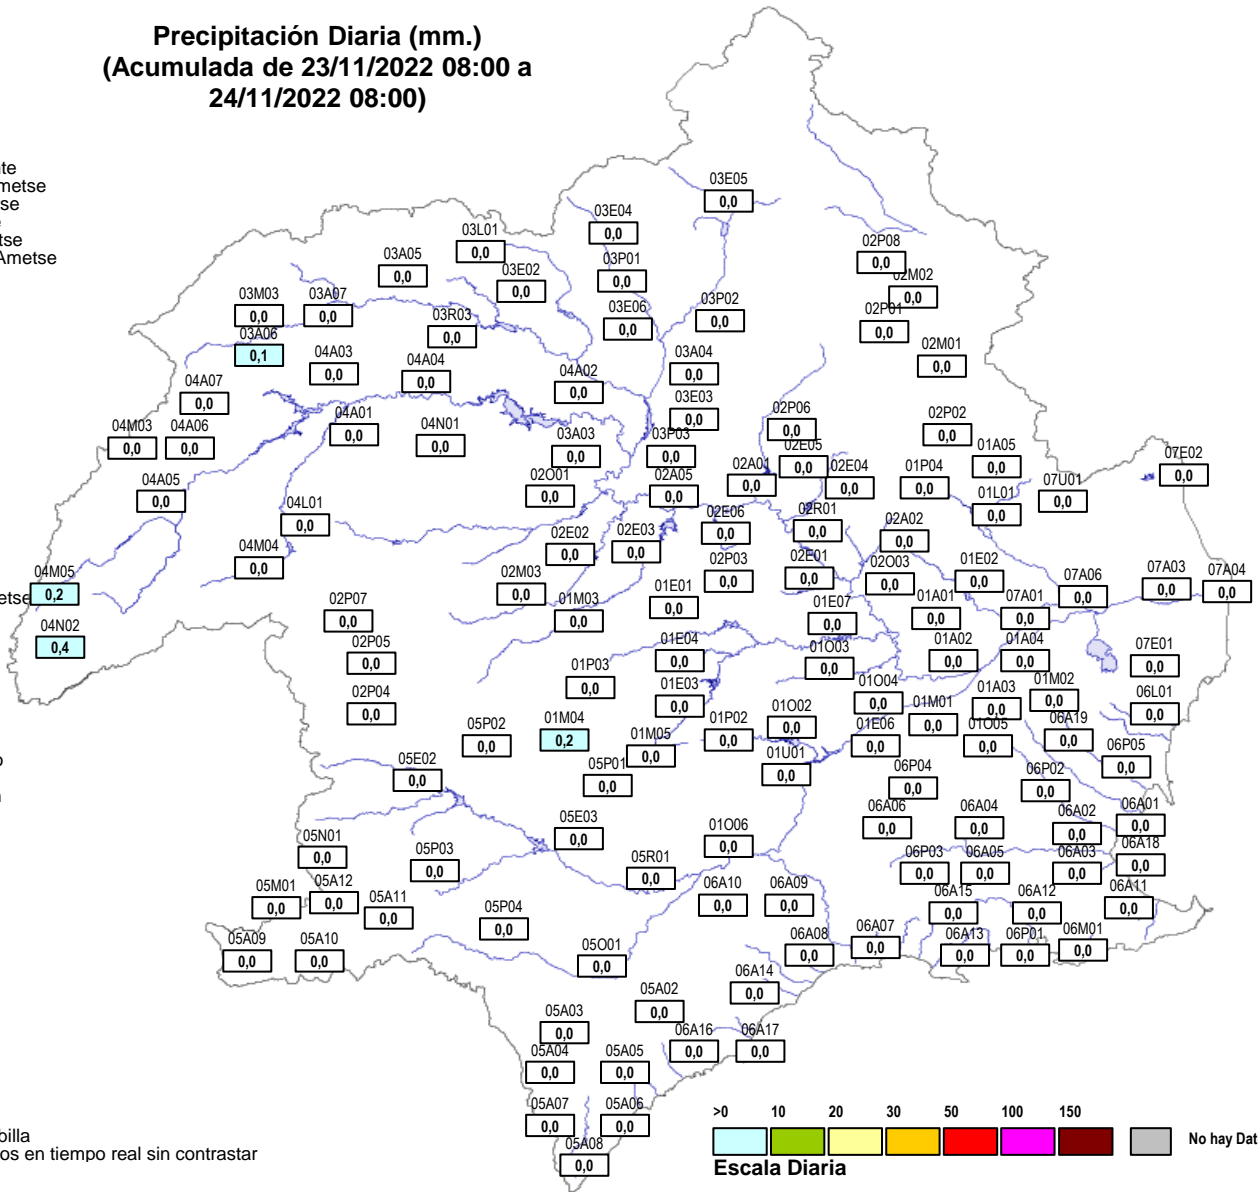 Precipitación Diaria (mm.)
(Acumulada de 23/11/2022 08:00 a
24/11/2022 08:00)
nte
metse
se
tse
Ametse
03E05
0,0
03E04
0,0
03L01
0,0
03A05
0,0
03E02
0,0
03P01
0,0
02P08
0,0
02M02
0,0
03M03
0,0
03A07
0,0
03R03
0,0
03E06
0,0
03P02
0,0
02P01
0,0
03A06
0,1
04A03
0,0
04A04
0,0
04A02
0,0
03A04
0,0
02M01
0,0
04A07
0,0
03E03
0,0
04M03
0,0
04A06
0,0
04A01
0,0
04N01
0,0
03A03
0,0
03P03
0,0
02P06
0,0
02P02
0,0
02E05
0,0
01A05
0,0
07E02
0,0
04A05
0,0
02O01
0,0
02A05
0,0
02A01
0,0
02E04
0,0
01P04
0,0
07U01
0,0
01L01
0,0
04L01
0,0
02E06
0,0
02R01
0,0
02A02
0,0
04M04
0,0
02E02
0,0
02E03
0,0
04M05
0,2
etse
02M03
0,0
02P03
0,0
02E01
0,0
02O03
0,0
01E02
0,0
07A06
0,0
07A03
0,0
07A04
0,0
02P07
0,0
01M03
0,0
01E01
0,0
01E07
0,0
01A01
0,0
07A01
0,0
04N02
0,4
02P05
0,0
01E04
0,0
01O03
0,0
01A02
0,0
01A04
0,0
07E01
0,0
01P03
0,0
01E03
0,0
01O04
0,0
01A03
0,0
01M02
0,0
06L01
0,0
02P04
0,0
05P02
0,0
01M04
0,2
01M05
0,0
01P02
0,0
01O02
0,0
01E06
0,0
01M01
0,0
01O05
0,0
06A19
0,0
06P05
0,0
05E02
0,0
05P01
0,0
01U01
0,0
06P04
0,0
06P02
0,0
05E03
0,0
01O06
0,0
06A06
0,0
06A04
0,0
06A02
0,0
06A01
0,0
05N01
0,0
05P03
0,0
05R01
0,0
06P03
0,0
06A05
0,0
06A03
0,0
06A18
0,0
05M01
0,0
05A12
0,0
05A11
0,0
05P04
0,0
06A10
0,0
06A09
0,0
06A15
0,0
06A12
0,0
06A11
0,0
05A09
0,0
05A10
0,0
05O01
0,0
06A08
0,0
06A07
0,0
06A13
0,0
06P01
0,0
06M01
0,0
05A02
0,0
06A14
0,0
05A03
0,0
06A16
0,0
06A17
0,0
05A04
0,0
05A05
0,0
05A07
0,0
05A06
0,0
05A08
0,0
>0 10 20 30 50 100 150
No hay Dat
Escala Diaria
billa
os en tiempo real sin contrastar